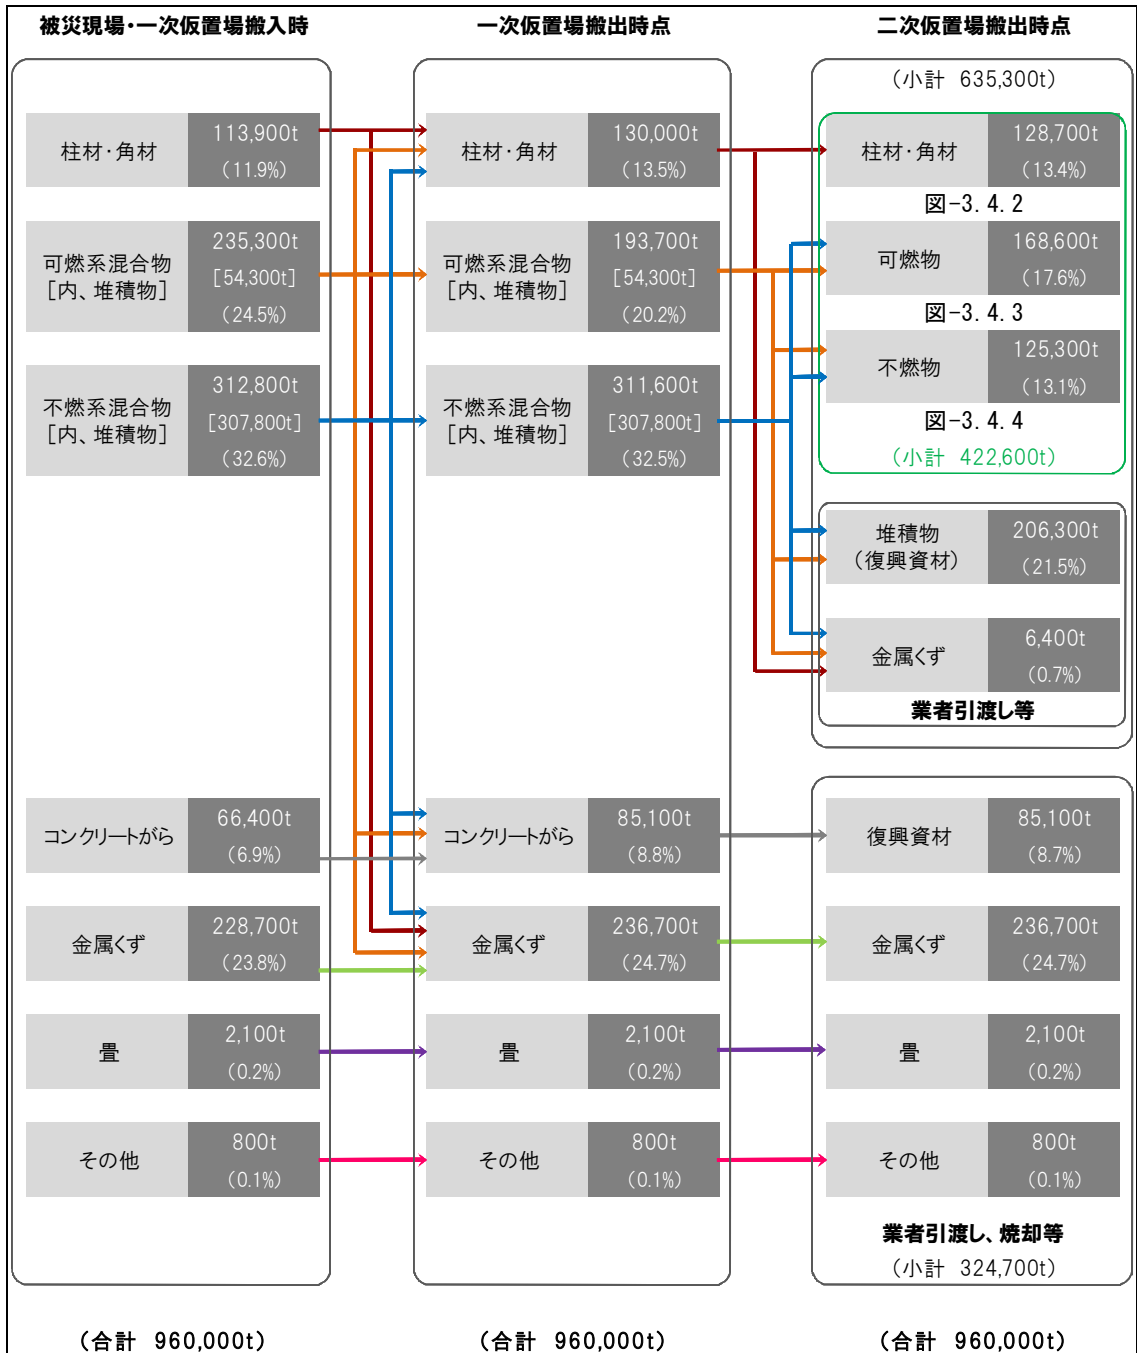 被災現場・一次仮置場搬入時
柱材・角材
113,900t
(11.9%)
可燃系混合物
[内、堆積物]
235,300t
[54,300t]
(24.5%)
不燃系混合物
[内、堆積物]
312,800t
[307,800t]
(32.6%)
コンクリートがら
66,400t
(6.9%)
金属くず
228,700t
(23.8%)
畳
2,100t
(0.2%)
その他
800t
(0.1%)
(合計 960,000t)
一次仮置場搬出時点
柱材・角材
130,000t
(13.5%)
可燃系混合物
[内、堆積物]
193,700t
[54,300t]
(20.2%)
不燃系混合物
[内、堆積物]
311,600t
[307,800t]
(32.5%)
コンクリートがら
85,100t
(8.8%)
金属くず
236,700t
(24.7%)
畳
2,100t
(0.2%)
その他
800t
(0.1%)
(合計 960,000t)
二次仮置場搬出時点
(小計 635,300t)
柱材・角材
128,700t
(13.4%)
図-3.4.2
可燃物
168,600t
(17.6%)
図-3.4.3
不燃物
125,300t
(13.1%)
図-3.4.4
(小計 422,600t)
堆積物
(復興資材)
206,300t
(21.5%)
金属くず
6,400t
(0.7%)
業者引渡し等
復興資材
85,100t
(8.7%)
金属くず
236,700t
(24.7%)
畳
2,100t
(0.2%)
その他
800t
(0.1%)
業者引渡し、焼却等
(小計 324,700t)
(合計 960,000t)